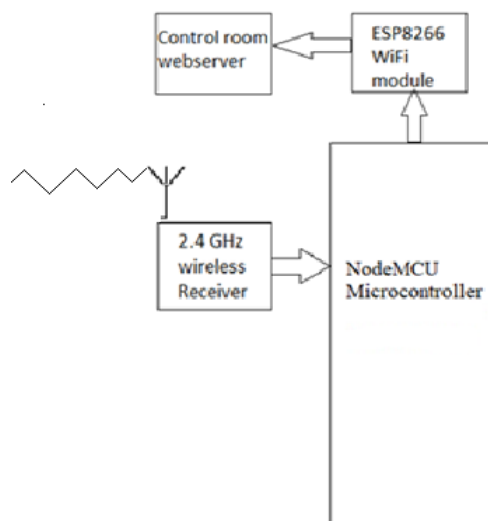 Control room
webserver
ESP8266
WiFi
module
2.4 GHz
wireless
Receiver
NodeMCU
Microcontroller